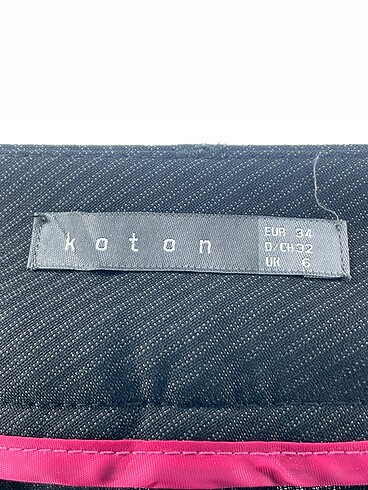 koton
EUR 34
D/CH 32
UK 6